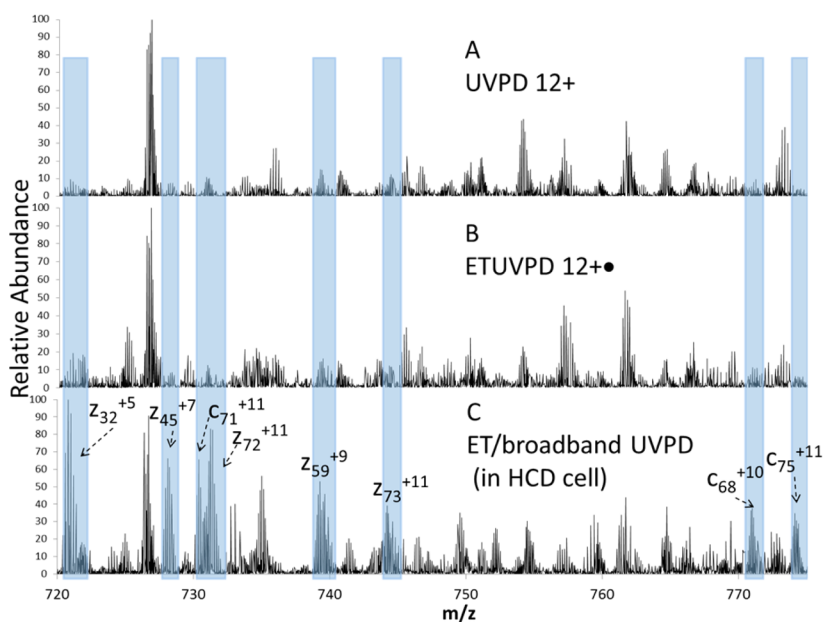 100
90
80
70
60
50
40
30
20
10
0
A
UVPD 12+
100
90
80
70
60
50
40
30
20
10
0
B
ETUVPD 12+●
Relative Abundance
100
90
80
70
60
50
40
30
20
10
0
C
ET/broadband UVPD
(in HCD cell)
z32+5
z45+7
c71+11
z72+11
z59+9
z73+11
c68+10
c75+11
720 730 740 750 760 770
m/z